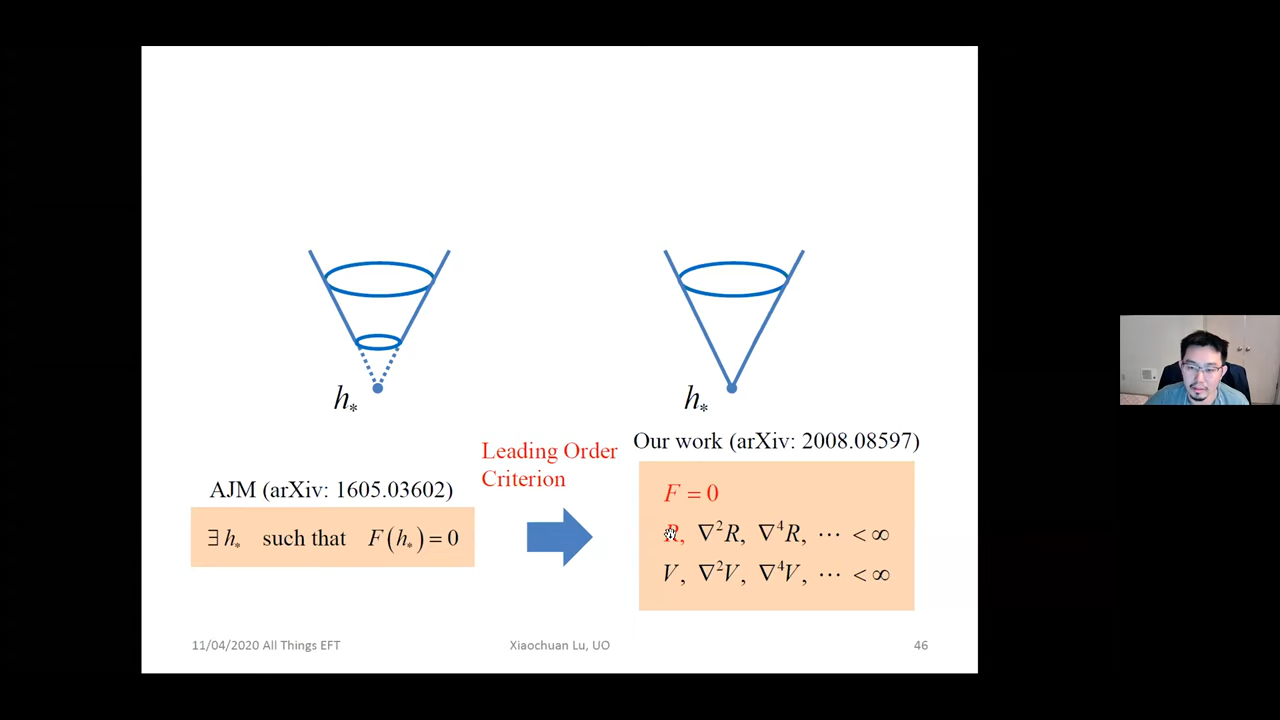 h*
h*
Leading Order
Criterion
Our work (arXiv: 2008.08597)
AJM (arXiv: 1605.03602)
∃ h* such that F(h*) = 0
F = 0
R, ∇²R, ∇⁴R, ⋯ < ∞
V, ∇²V, ∇⁴V, ⋯ < ∞
11/04/2020 All Things EFT
Xiaochuan Lu, UO
46